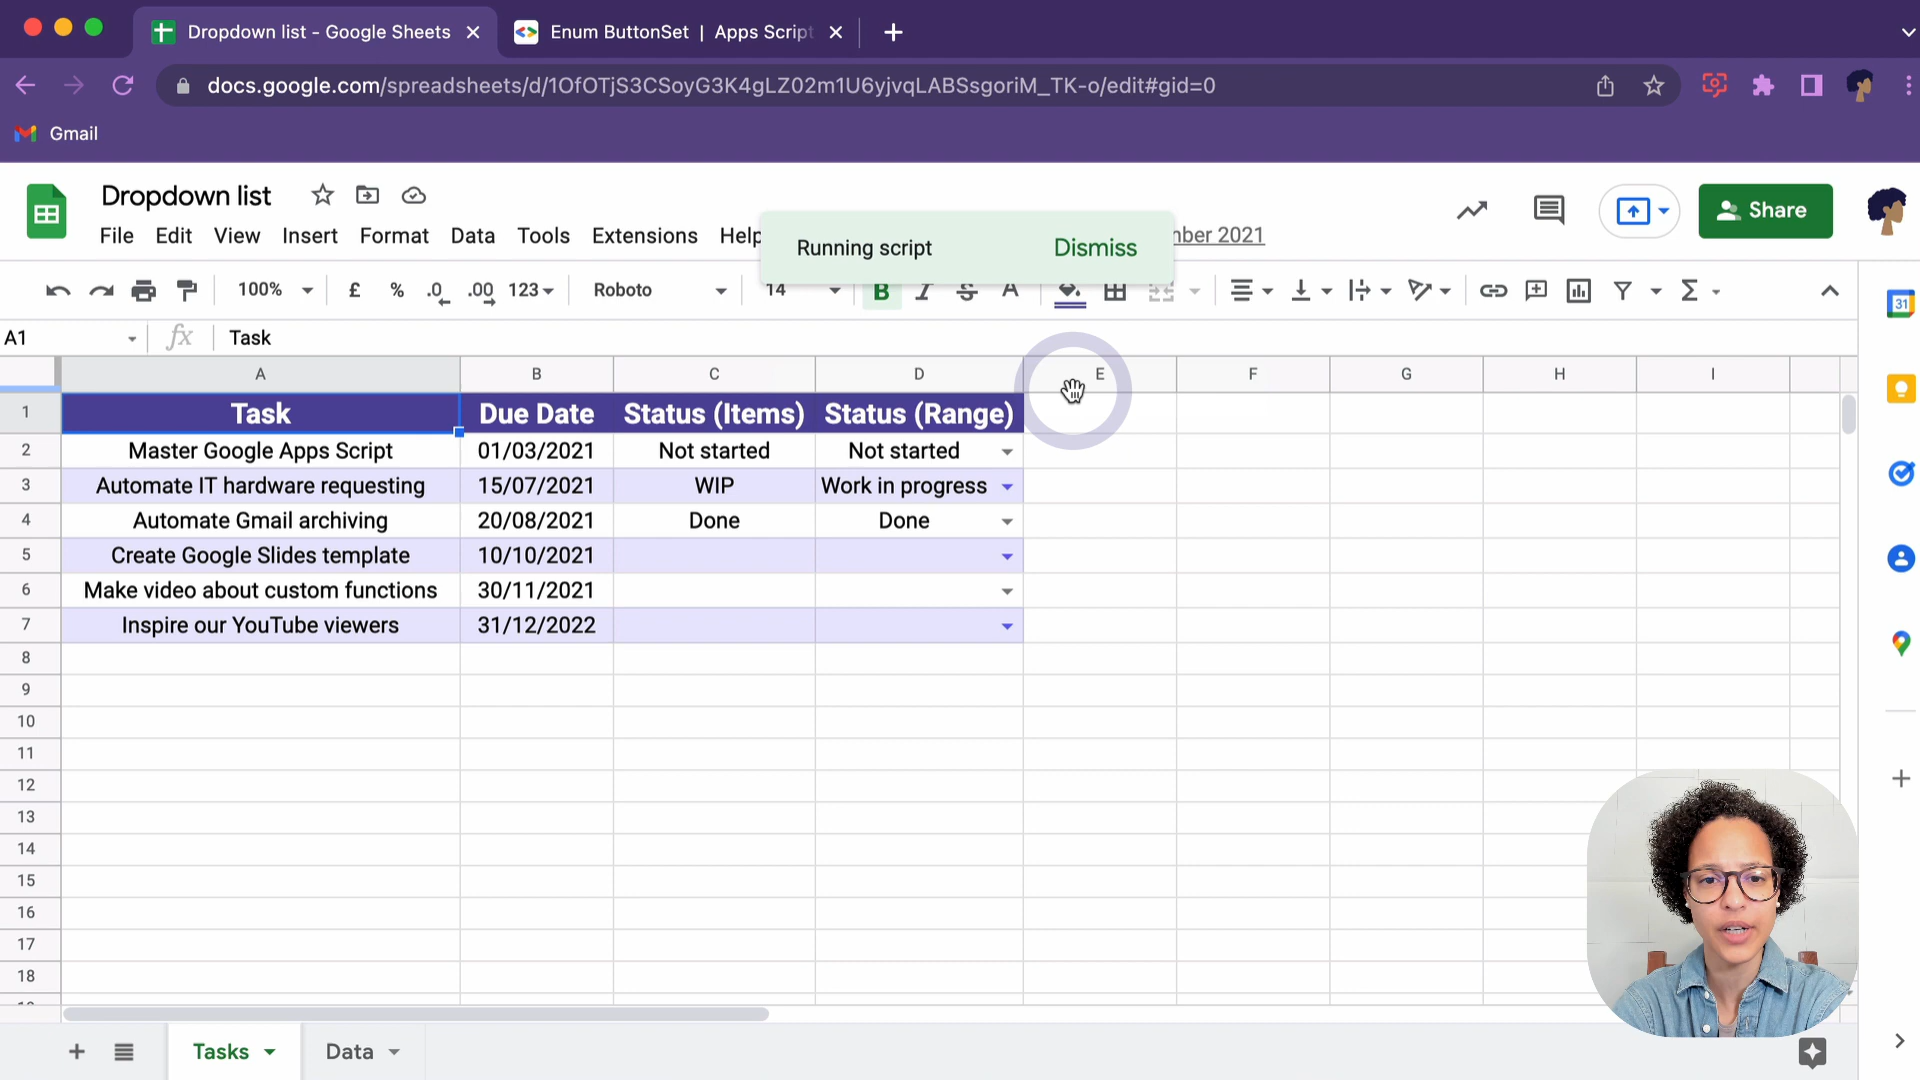 Dropdown list - Google Sheets
Enum ButtonSet | Apps Script
docs.google.com/spreadsheets/d/1OfOTjS3CSoyG3K4gLZ02m1U6yjvqLABSsgoriM_TK-o/edit#gid=0
Gmail
Dropdown list
Share
File Edit View Insert Format Data Tools Extensions Help
Running script Dismiss
2021
100% £ % .0 .00 123 Roboto 14 B I S A Σ
31
A1 fx Task
A B C D E F G H I
1 Task Due Date Status (Items) Status (Range)
2 Master Google Apps Script 01/03/2021 Not started Not started
3 Automate IT hardware requesting 15/07/2021 WIP Work in progress
4 Automate Gmail archiving 20/08/2021 Done Done
5 Create Google Slides template 10/10/2021
6 Make video about custom functions 30/11/2021
7 Inspire our YouTube viewers 31/12/2022
8
9
10
11
12
13
14
15
16
17
18
Tasks Data